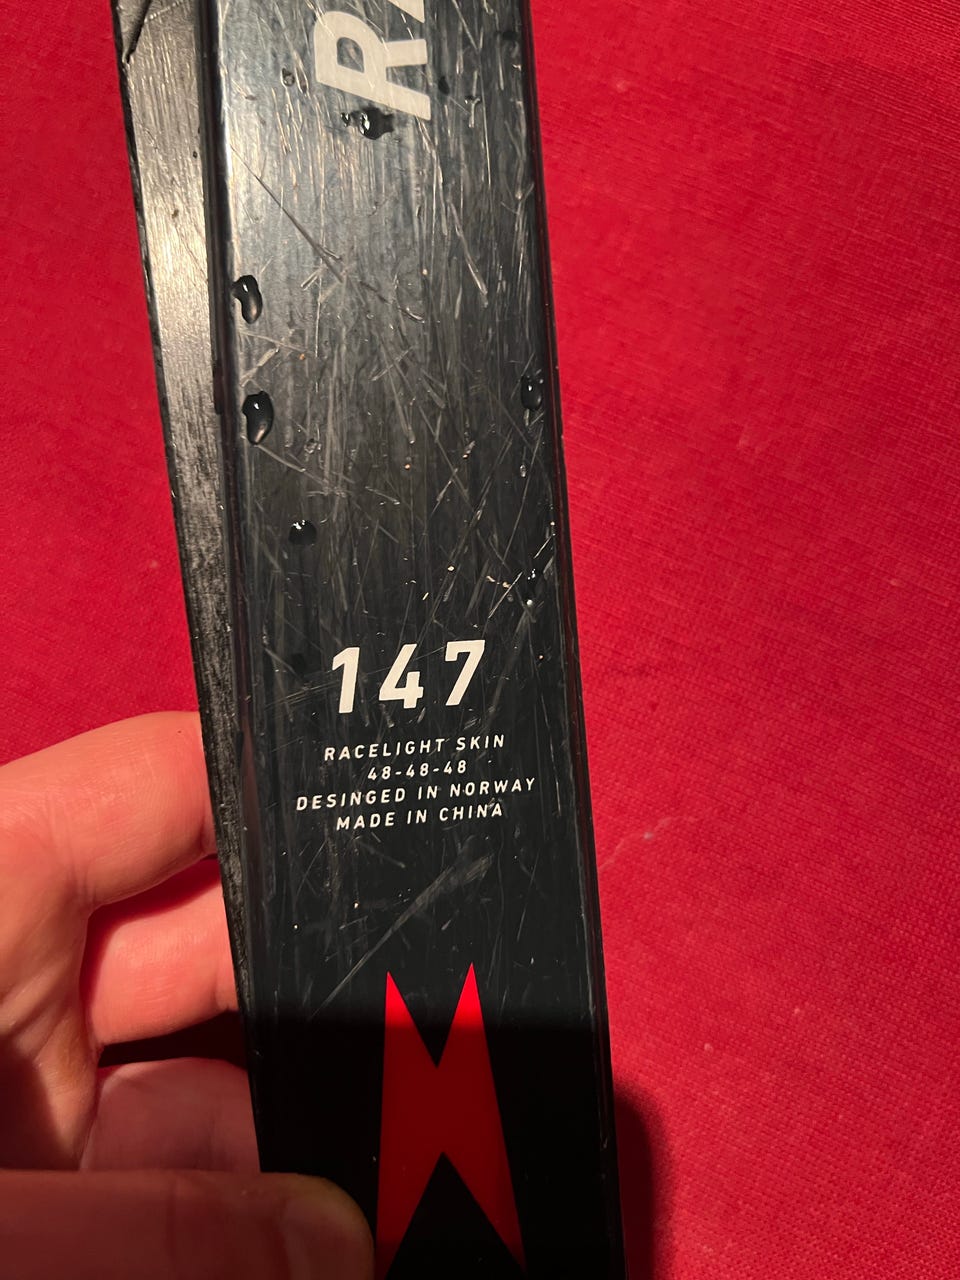 147
RACELIGHT SKIN
48-48-48
DESINGED IN NORWAY
MADE IN CHINA